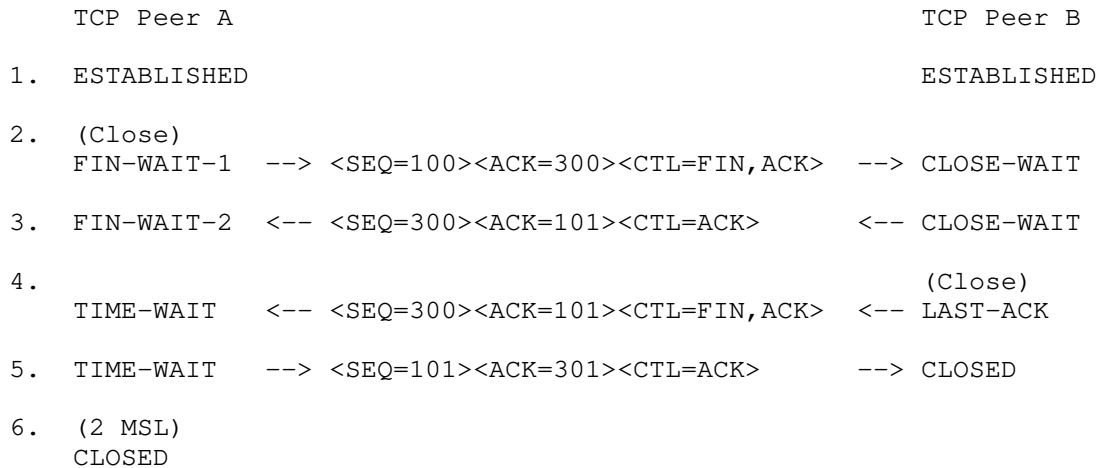 TCP Peer A                                           TCP Peer B
1.  ESTABLISHED                                          ESTABLISHED
2.  (Close)
    FIN-WAIT-1  --> <SEQ=100><ACK=300><CTL=FIN,ACK>  --> CLOSE-WAIT
3.  FIN-WAIT-2  <-- <SEQ=300><ACK=101><CTL=ACK>      <-- CLOSE-WAIT
4.                                                       (Close)
    TIME-WAIT   <-- <SEQ=300><ACK=101><CTL=FIN,ACK>  <-- LAST-ACK
5.  TIME-WAIT   --> <SEQ=101><ACK=301><CTL=ACK>      --> CLOSED
6.  (2 MSL)
    CLOSED